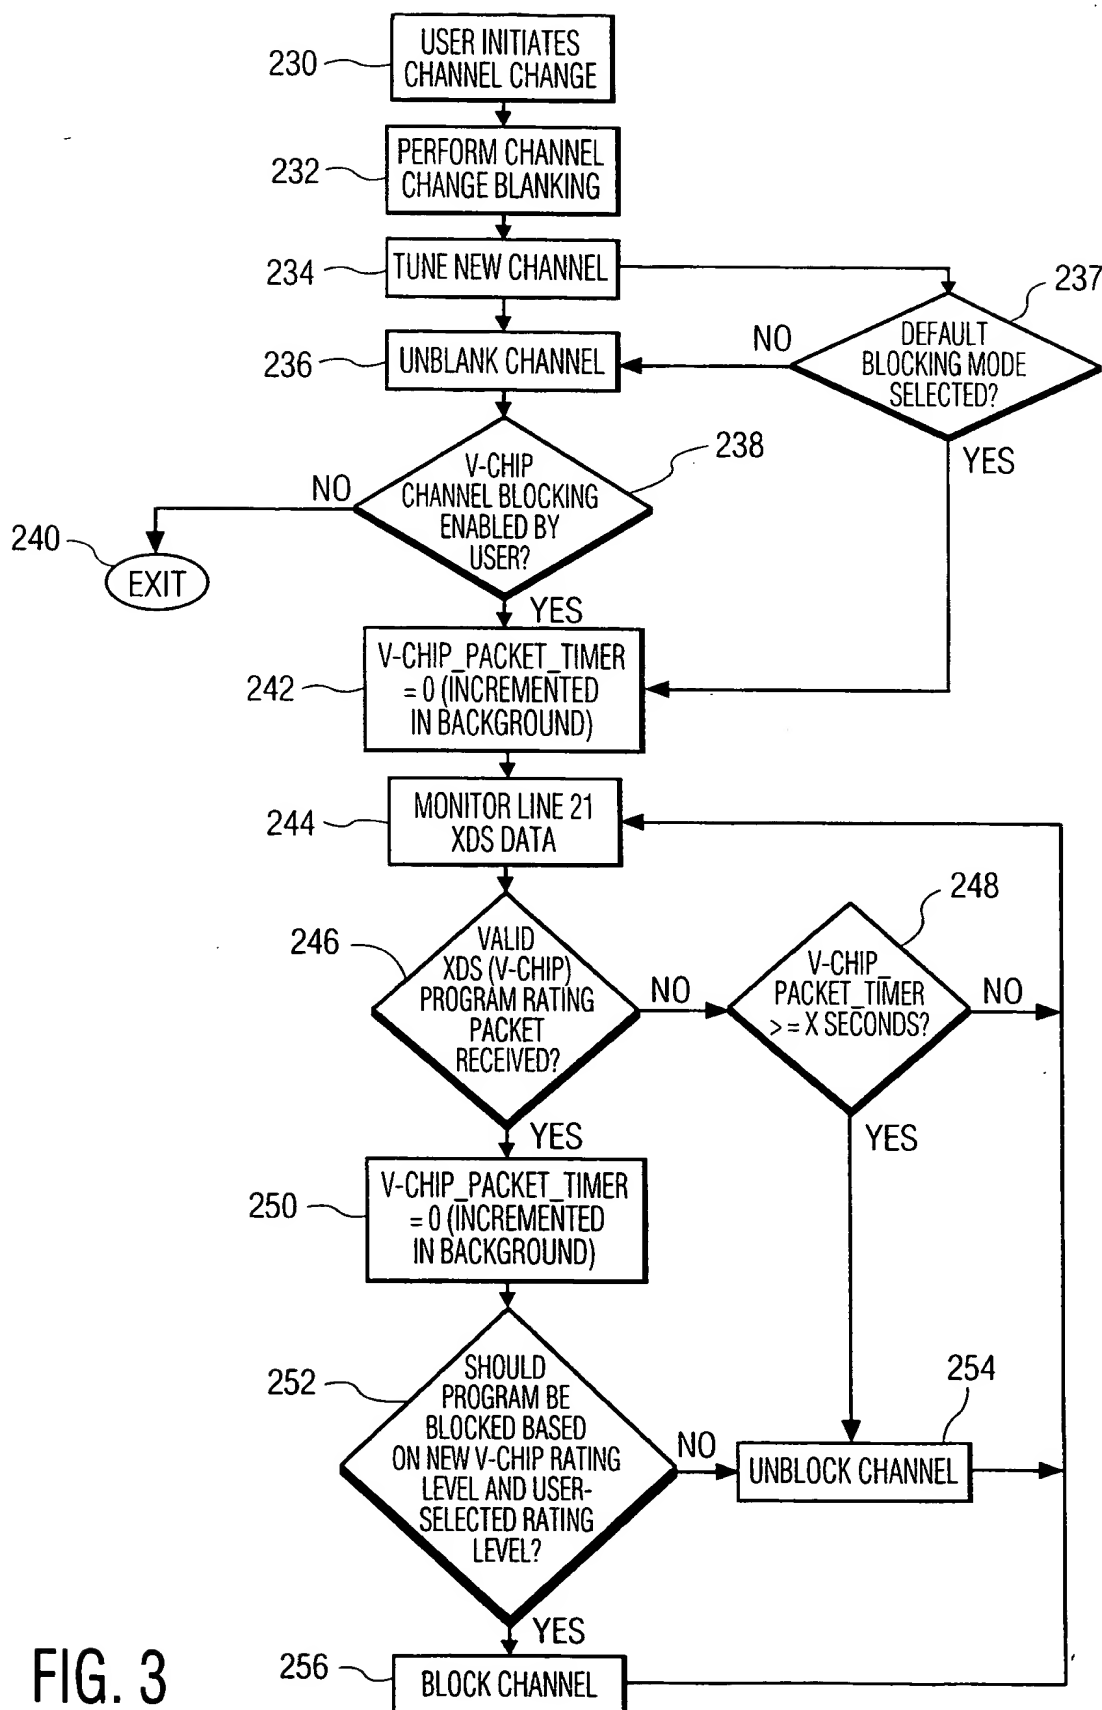 230
USER INITIATES
CHANNEL CHANGE
232
PERFORM CHANNEL
CHANGE BLANKING
234
TUNE NEW CHANNEL
237
DEFAULT
BLOCKING MODE
SELECTED?
NO
YES
236
UNBLANK CHANNEL
238
V-CHIP
CHANNEL BLOCKING
ENABLED BY
USER?
NO
240
EXIT
YES
242
V-CHIP_PACKET_TIMER
= 0 (INCREMENTED
IN BACKGROUND)
244
MONITOR LINE 21
XDS DATA
246
VALID
XDS (V-CHIP)
PROGRAM RATING
PACKET
RECEIVED?
NO
248
V-CHIP_
PACKET_TIMER
> = X SECONDS?
NO
YES
YES
250
V-CHIP_PACKET_TIMER
= 0 (INCREMENTED
IN BACKGROUND)
252
SHOULD
PROGRAM BE
BLOCKED BASED
ON NEW V-CHIP RATING
LEVEL AND USER-
SELECTED RATING
LEVEL?
NO
254
UNBLOCK CHANNEL
YES
256
BLOCK CHANNEL
FIG. 3